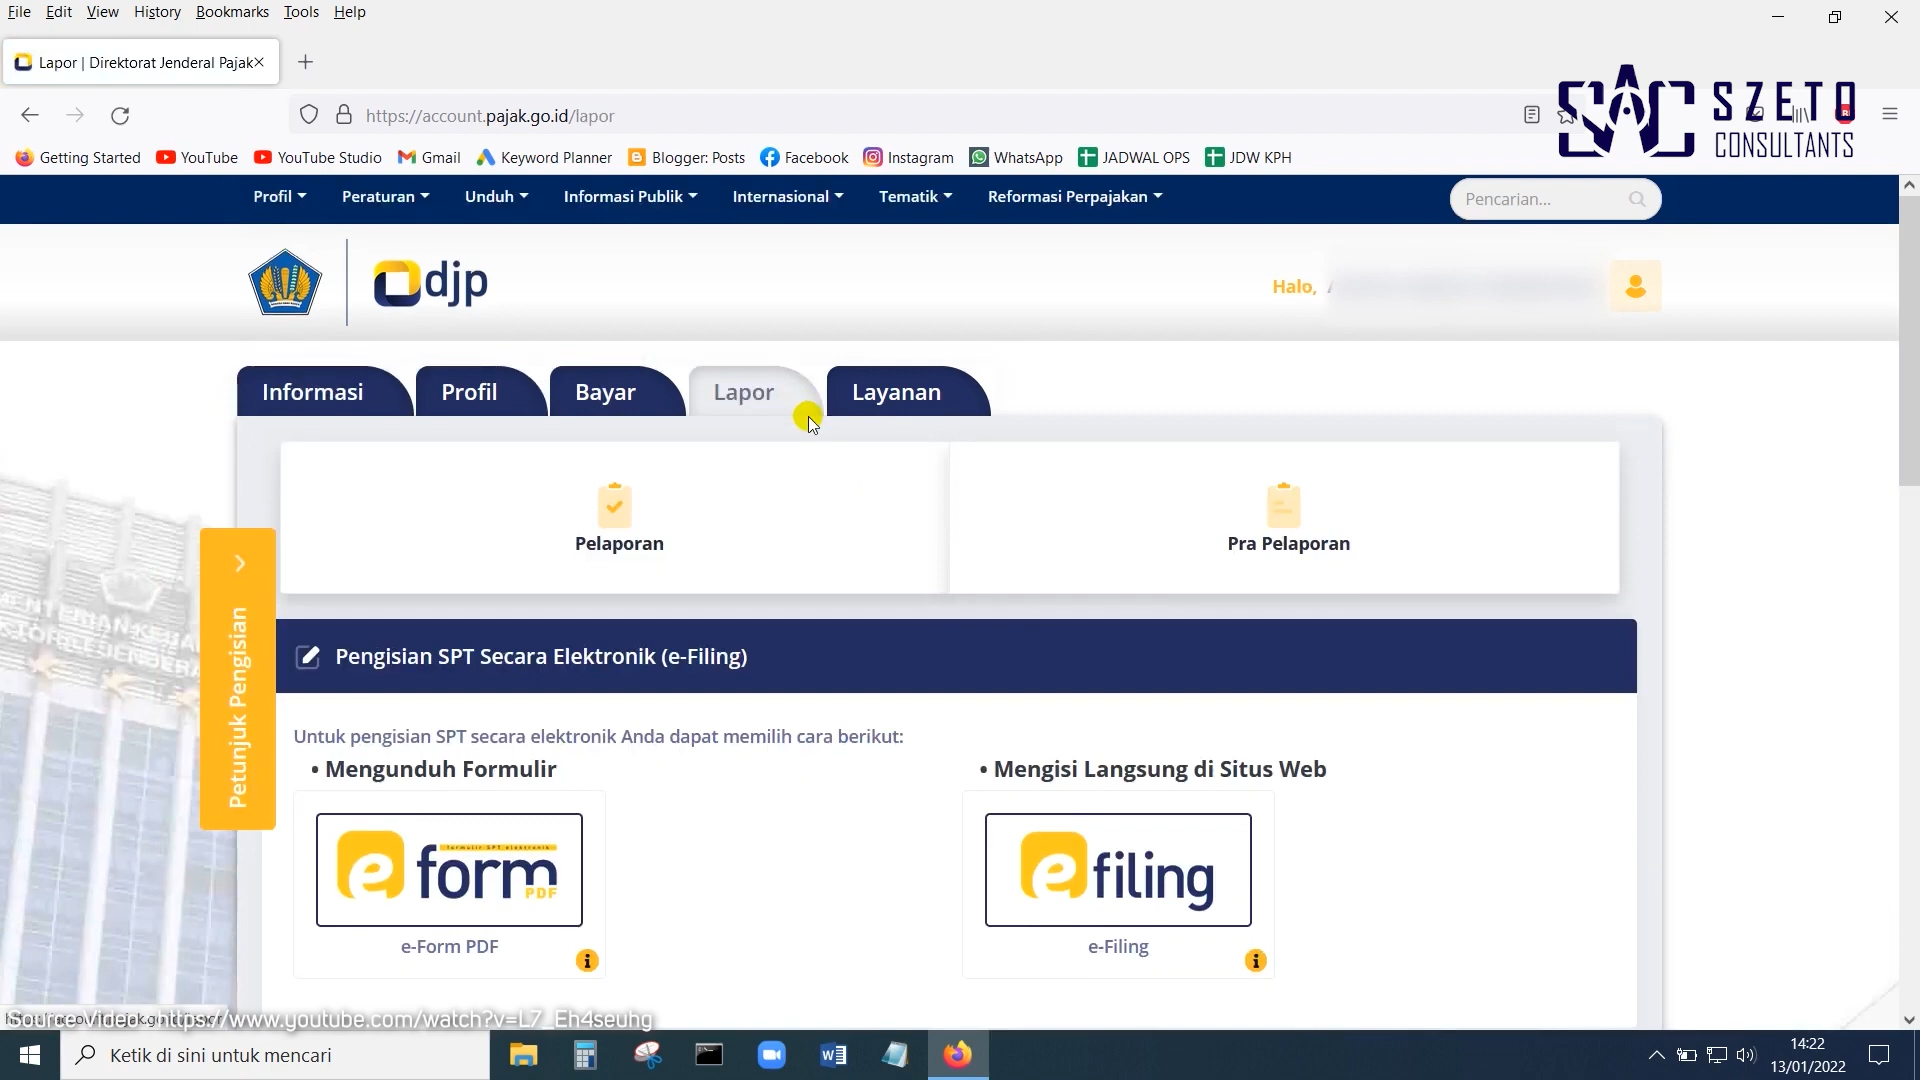 File Edit View History Bookmarks Tools Help
Lapor | Direktorat Jenderal Pajak
https://account.pajak.go.id/lapor
SAC SZETO
CONSULTANTS
Getting Started YouTube YouTube Studio Gmail Keyword Planner Blogger: Posts Facebook Instagram WhatsApp JADWAL OPS JDW KPH
Profil Peraturan Unduh Informasi Publik Internasional Tematik Reformasi Perpajakan Pencarian...
djp
Halo,
Informasi Profil Bayar Lapor Layanan
Pelaporan Pra Pelaporan
Petunjuk Pengisian
Pengisian SPT Secara Elektronik (e-Filing)
Untuk pengisian SPT secara elektronik Anda dapat memilih cara berikut:
• Mengunduh Formulir • Mengisi Langsung di Situs Web
formulir SPT elektronik
e form PDF
e filing
e-Form PDF e-Filing
Source Video : https://www.youtube.com/watch?v=L7_Eh4seuhg
Ketik di sini untuk mencari
14:22
13/01/2022